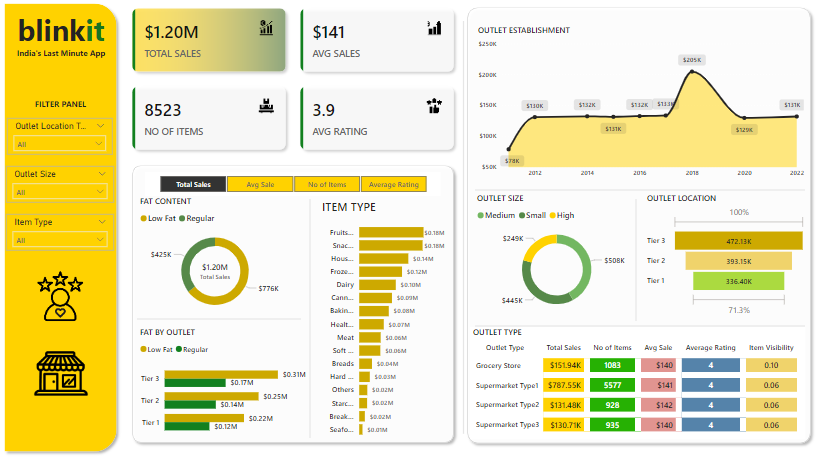 blinkit
India's Last Minute App
FILTER PANEL
Outlet Location T...
All
Outlet Size
All
Item Type
All
$1.20M
TOTAL SALES
$141
AVG SALES
8523
NO OF ITEMS
3.9
AVG RATING
Total Sales
Avg Sale
No of Items
Average Rating
FAT CONTENT
Low Fat Regular
$425K
$1.20M
Total Sales
$776K
FAT BY OUTLET
Low Fat Regular
Tier 3 $0.31M
$0.17M
Tier 2 $0.25M
$0.14M
Tier 1 $0.22M
$0.12M
ITEM TYPE
Fruits... $0.18M
Snac... $0.18M
Hous... $0.14M
Froze... $0.12M
Dairy $0.10M
Cann... $0.09M
Bakin... $0.08M
Healt... $0.07M
Meat $0.06M
Soft ... $0.06M
Breads $0.04M
Hard ... $0.03M
Others $0.02M
Starc... $0.02M
Break... $0.02M
Seafo... $0.01M
OUTLET ESTABLISHMENT
$250K
$200K
$150K
$100K
$50K
$78K
$130K
$132K
$131K
$132K
$133K
$205K
$129K
$131K
2012 2014 2016 2018 2020 2022
OUTLET SIZE
Medium Small High
$249K
$508K
$445K
OUTLET LOCATION
100%
Tier 3 472.13K
Tier 2 393.15K
Tier 1 336.40K
71.3%
OUTLET TYPE
Outlet Type Total Sales No of Items Avg Sale Average Rating Item Visibility
Grocery Store $151.94K 1083 $140 4 0.10
Supermarket Type1 $787.55K 5577 $141 4 0.06
Supermarket Type2 $131.48K 928 $142 4 0.06
Supermarket Type3 $130.71K 935 $140 4 0.06